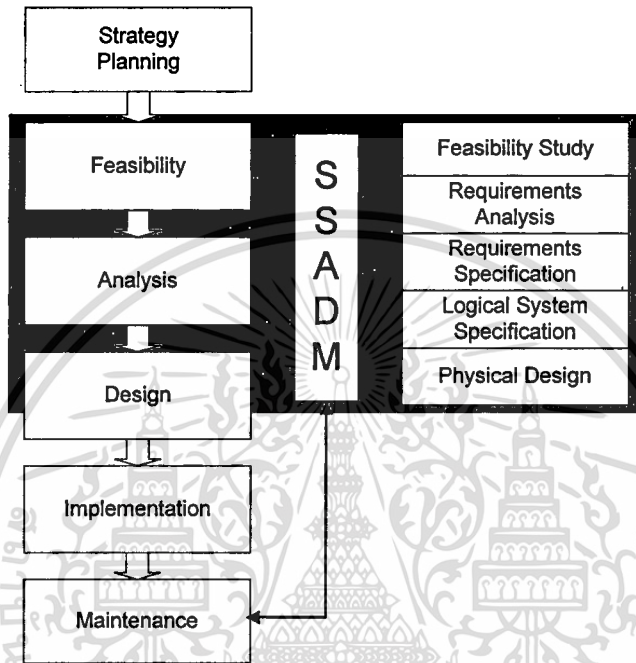 Strategy
Planning
Feasibility
Analysis
Design
Implementation
Maintenance
S
S
A
D
M
Feasibility Study
Requirements
Analysis
Requirements
Specification
Logical System
Specification
Physical Design